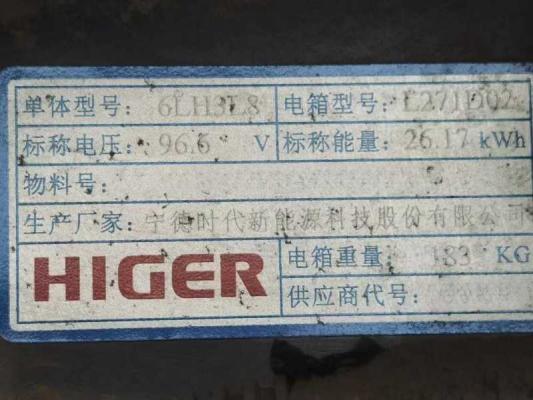 单体型号: 6LH3L8 电箱型号: L271D02
标称电压: 96.6 V 标称能量: 26.17 kWh
物料号:
生产厂家: 宁德时代新能源科技股份有限公司
HIGER 电箱重量: 183 KG
供应商代号: